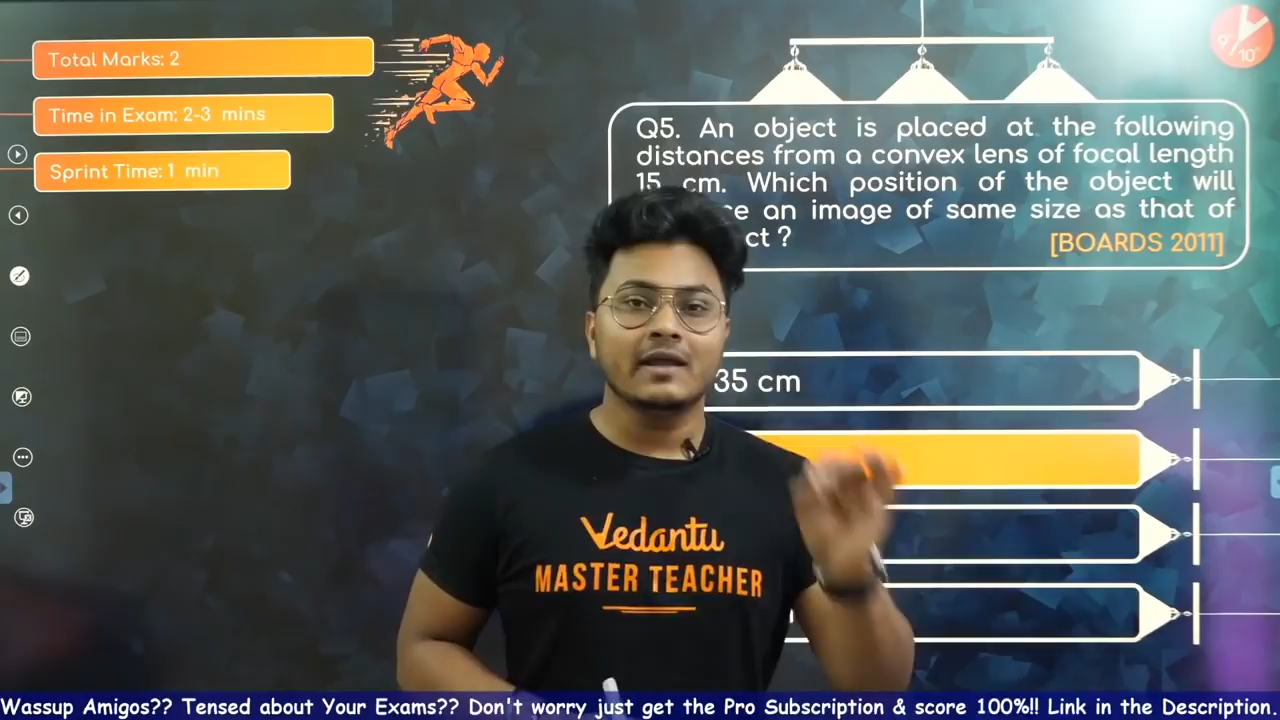 Total Marks: 2
Time in Exam: 2-3 mins
Sprint Time: 1 min
9/10th
Q5. An object is placed at the following
distances from a convex lens of focal length
15 cm. Which position of the object will
an image of same size as that of
?
[BOARDS 2011]
35 cm
Vedantu
MASTER TEACHER
Wassup Amigos?? Tensed about Your Exams?? Don't worry just get the Pro Subscription & score 100%!! Link in the Description.